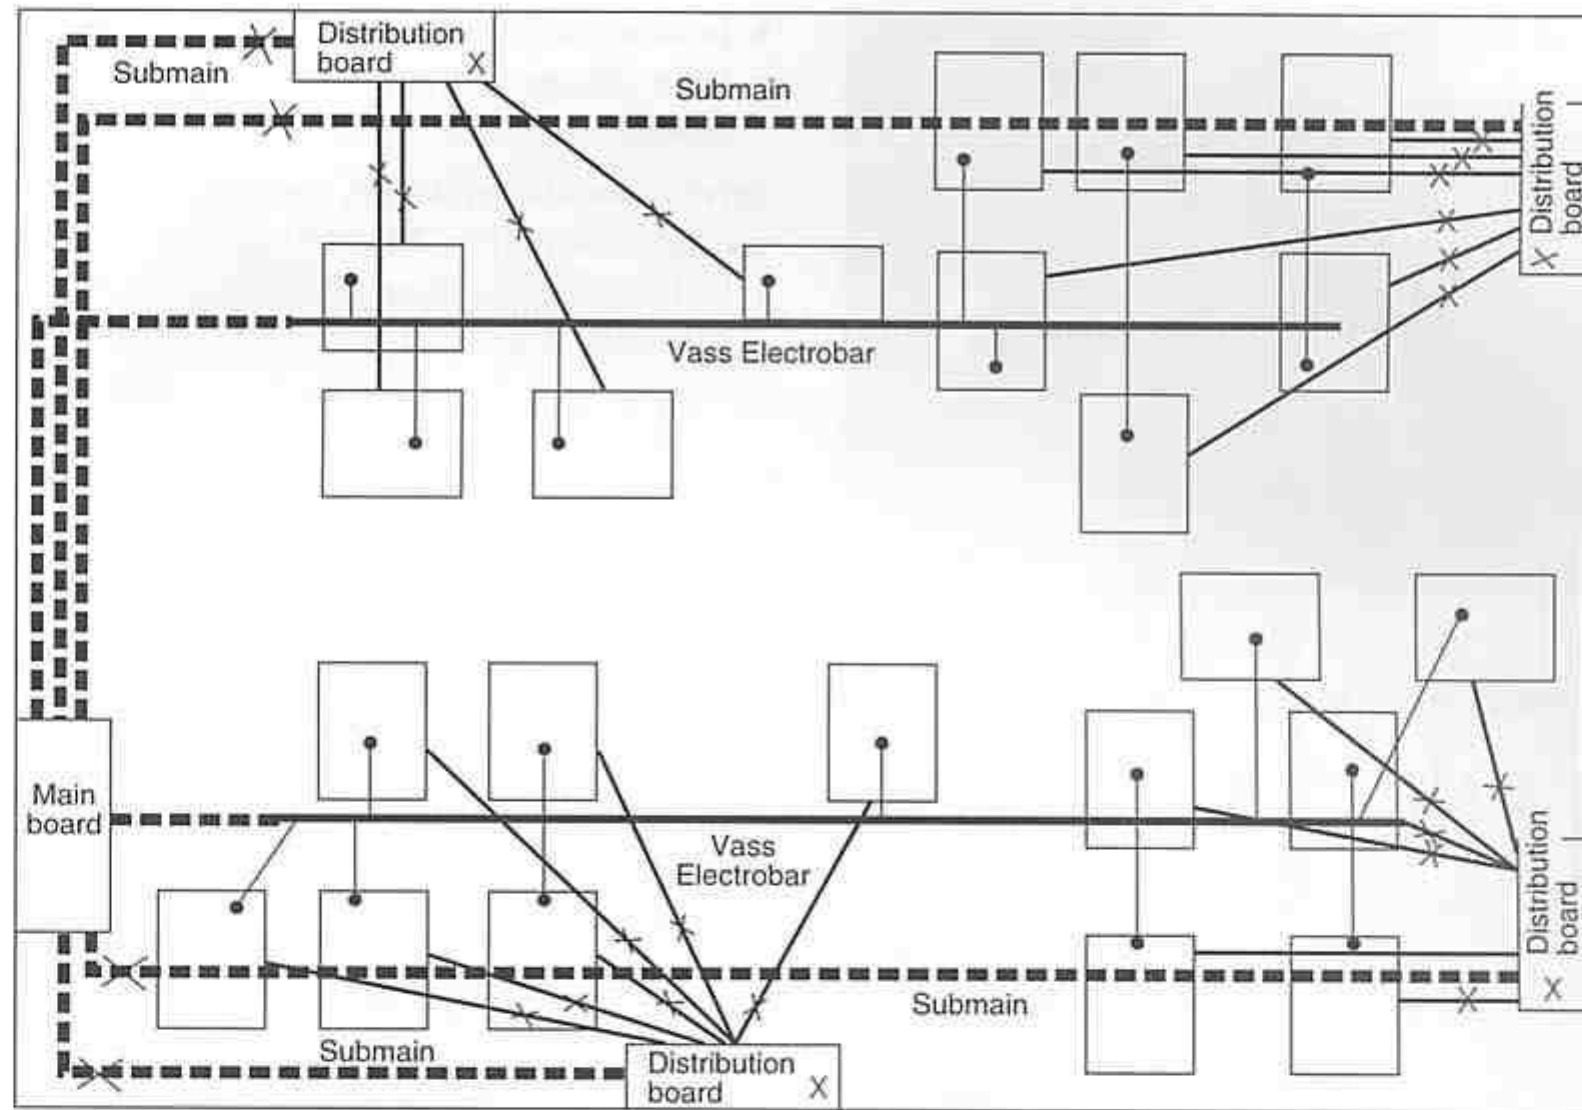 Distribution
board
Submain
Submain
Distribution
board
Vass Electrobar
Main
board
Vass
Electrobar
Distribution
board
Submain
Submain
Distribution
board